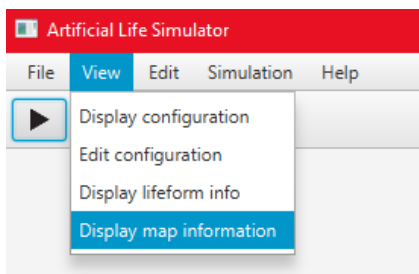 Artificial Life Simulator
File View Edit Simulation Help
Display configuration
Edit configuration
Display lifeform info
Display map information